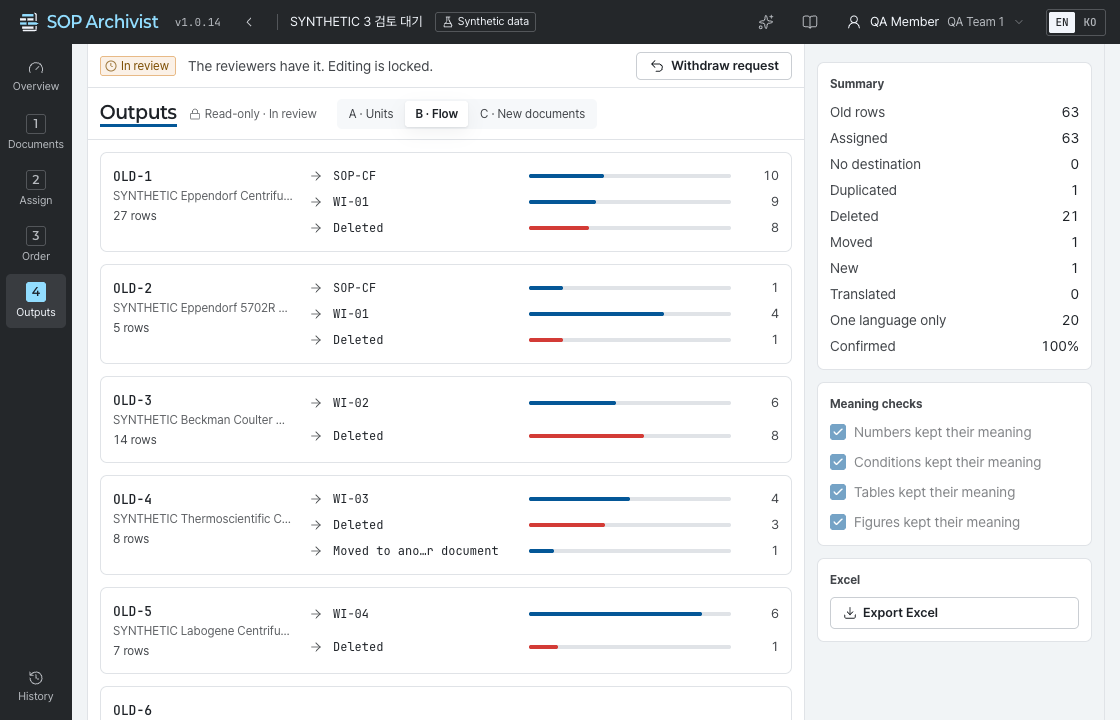 SOP Archivist v1.0.14 SYNTHETIC 3 검토 대기 Synthetic data QA Member QA Team 1 EN KO
Overview
1
Documents
2
Assign
3
Order
4
Outputs
History
In review The reviewers have it. Editing is locked. Withdraw request
Outputs Read-only · In review A · Units B · Flow C · New documents
OLD-1
SYNTHETIC Eppendorf Centrifu...
27 rows
SOP-CF 10
WI-01 9
Deleted 8
OLD-2
SYNTHETIC Eppendorf 5702R ...
5 rows
SOP-CF 1
WI-01 4
Deleted 1
OLD-3
SYNTHETIC Beckman Coulter ...
14 rows
WI-02 6
Deleted 8
OLD-4
SYNTHETIC Thermoscientific C...
8 rows
WI-03 4
Deleted 3
Moved to ano…r document 1
OLD-5
SYNTHETIC Labogene Centrifu...
7 rows
WI-04 6
Deleted 1
OLD-6
Summary
Old rows 63
Assigned 63
No destination 0
Duplicated 1
Deleted 21
Moved 1
New 1
Translated 0
One language only 20
Confirmed 100%
Meaning checks
Numbers kept their meaning
Conditions kept their meaning
Tables kept their meaning
Figures kept their meaning
Excel
Export Excel